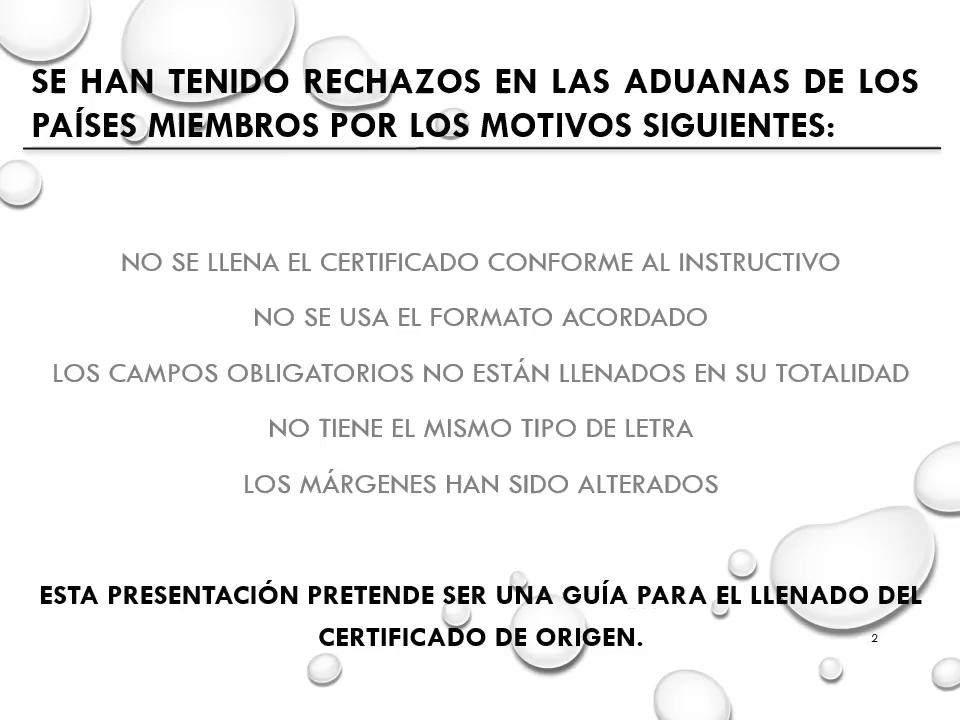 SE HAN TENIDO RECHAZOS EN LAS ADUANAS DE LOS
PAÍSES MIEMBROS POR LOS MOTIVOS SIGUIENTES:
NO SE LLENA EL CERTIFICADO CONFORME AL INSTRUCTIVO
NO SE USA EL FORMATO ACORDADO
LOS CAMPOS OBLIGATORIOS NO ESTÁN LLENADOS EN SU TOTALIDAD
NO TIENE EL MISMO TIPO DE LETRA
LOS MÁRGENES HAN SIDO ALTERADOS
ESTA PRESENTACIÓN PRETENDE SER UNA GUÍA PARA EL LLENADO DEL
CERTIFICADO DE ORIGEN.
2